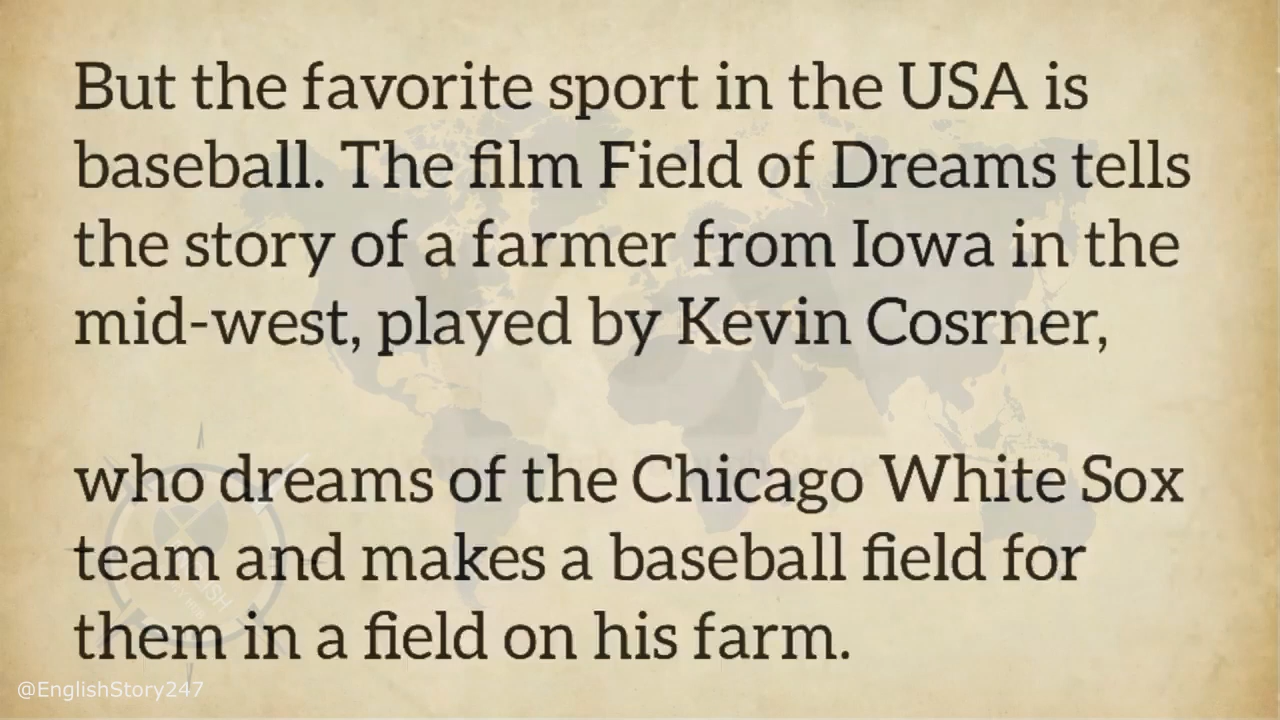 But the favorite sport in the USA is
baseball. The film Field of Dreams tells
the story of a farmer from Iowa in the
mid-west, played by Kevin Cosrner,
who dreams of the Chicago White Sox
team and makes a baseball field for
them in a field on his farm.
@EnglishStory247